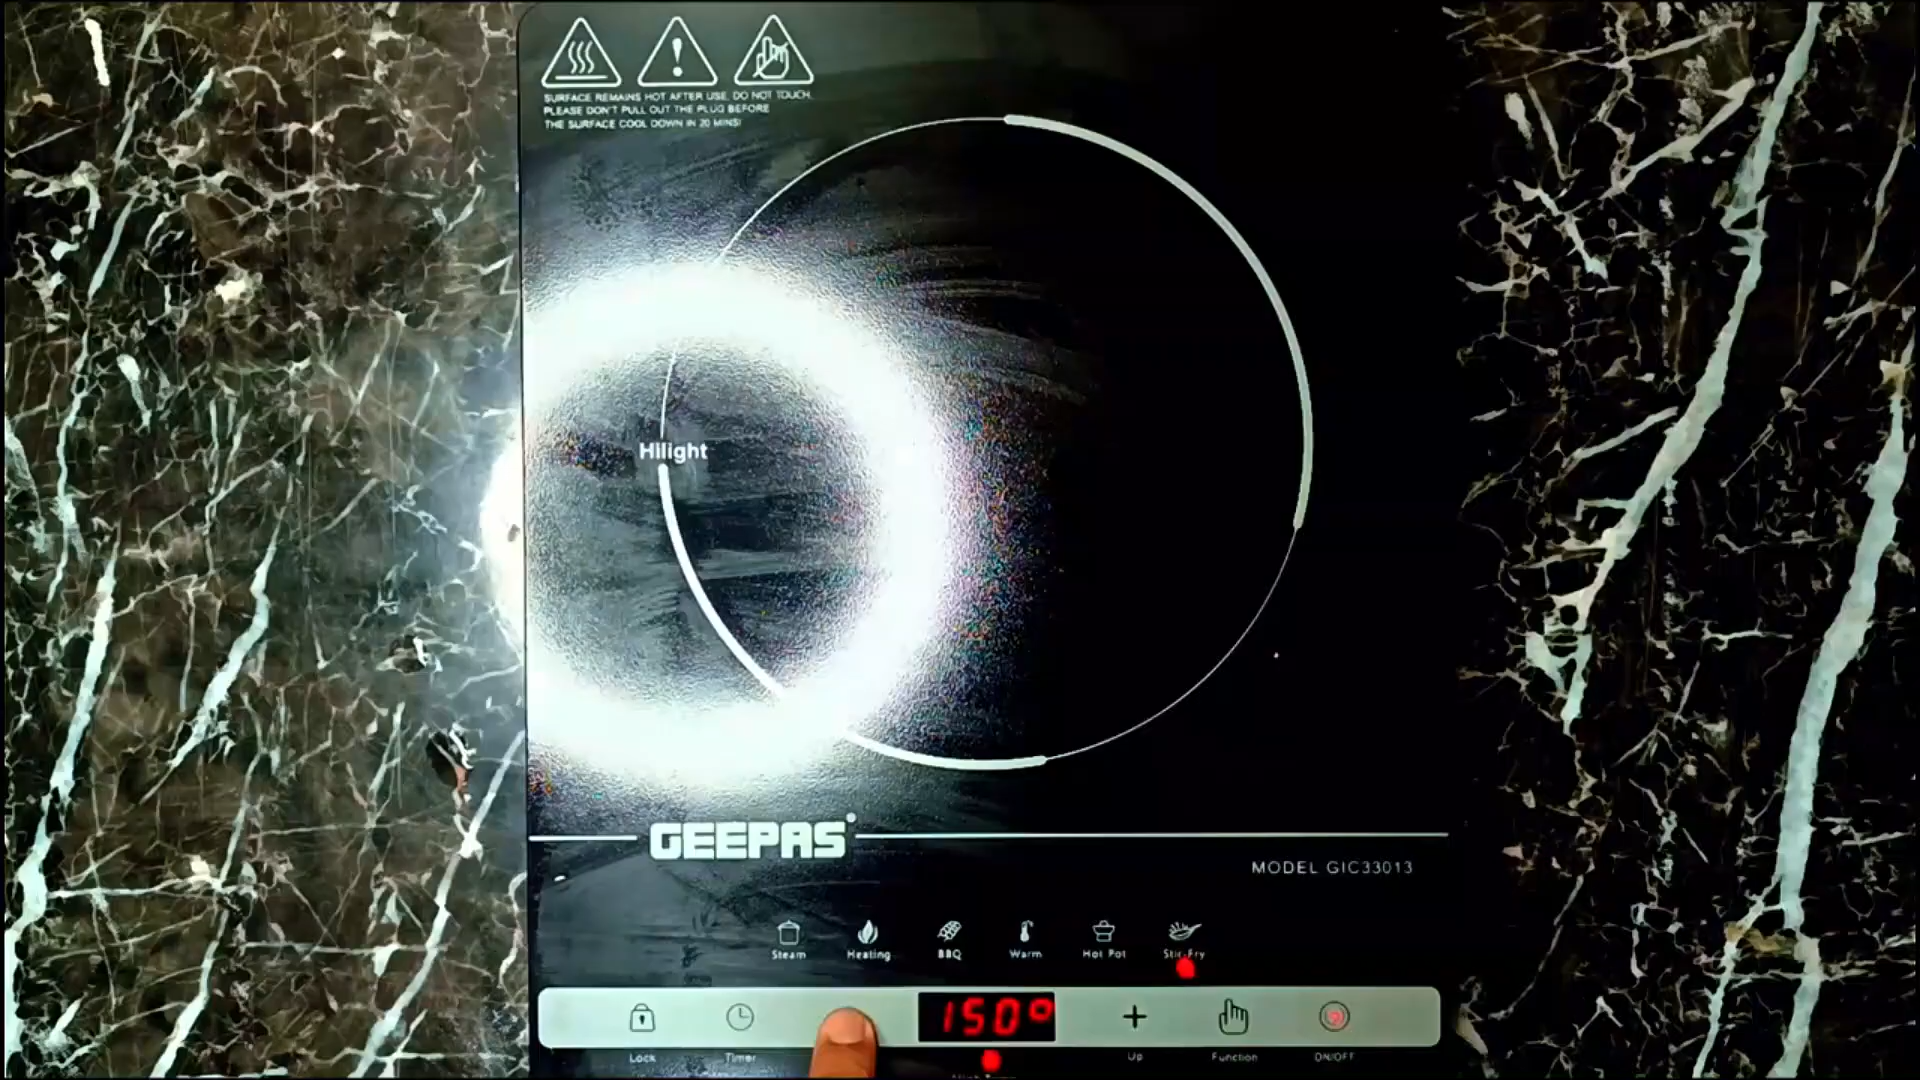 SURFACE REMAINS HOT AFTER USE, DO NOT TOUCH.
PLEASE DON'T PULL OUT THE PLUG BEFORE
THE SURFACE COOL DOWN IN 20 MINS!
Hilight
GEEPAS
MODEL GIC33013
Steam Heating BBQ Warm Hot Pot Stir-Fry
150°
Lock Timer Up Function ON/OFF